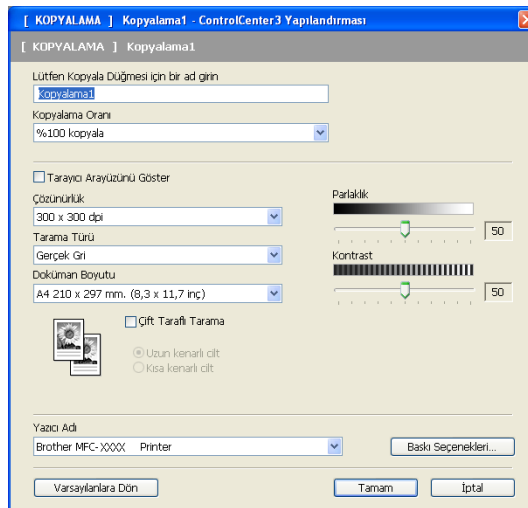 [ KOPYALAMA ] Kopyalama1 - ControlCenter3 Yapılandırması
[ KOPYALAMA ] Kopyalama1
Lütfen Kopyala Düğmesi için bir ad girin
Kopyalama1
Kopyalama Oranı
%100 kopyala
Tarayıcı Arayüzünü Göster
Çözünürlük
300 x 300 dpi
Tarama Türü
Gerçek Gri
Doküman Boyutu
A4 210 x 297 mm. (8,3 x 11,7 inç)
Parlaklık
50
Kontrast
50
Çift Taraflı Tarama
Uzun kenarlı cilt
Kısa kenarlı cilt
Yazıcı Adı
Brother MFC-XXXX Printer
Baskı Seçenekleri...
Varsayılanlara Dön
Tamam
İptal